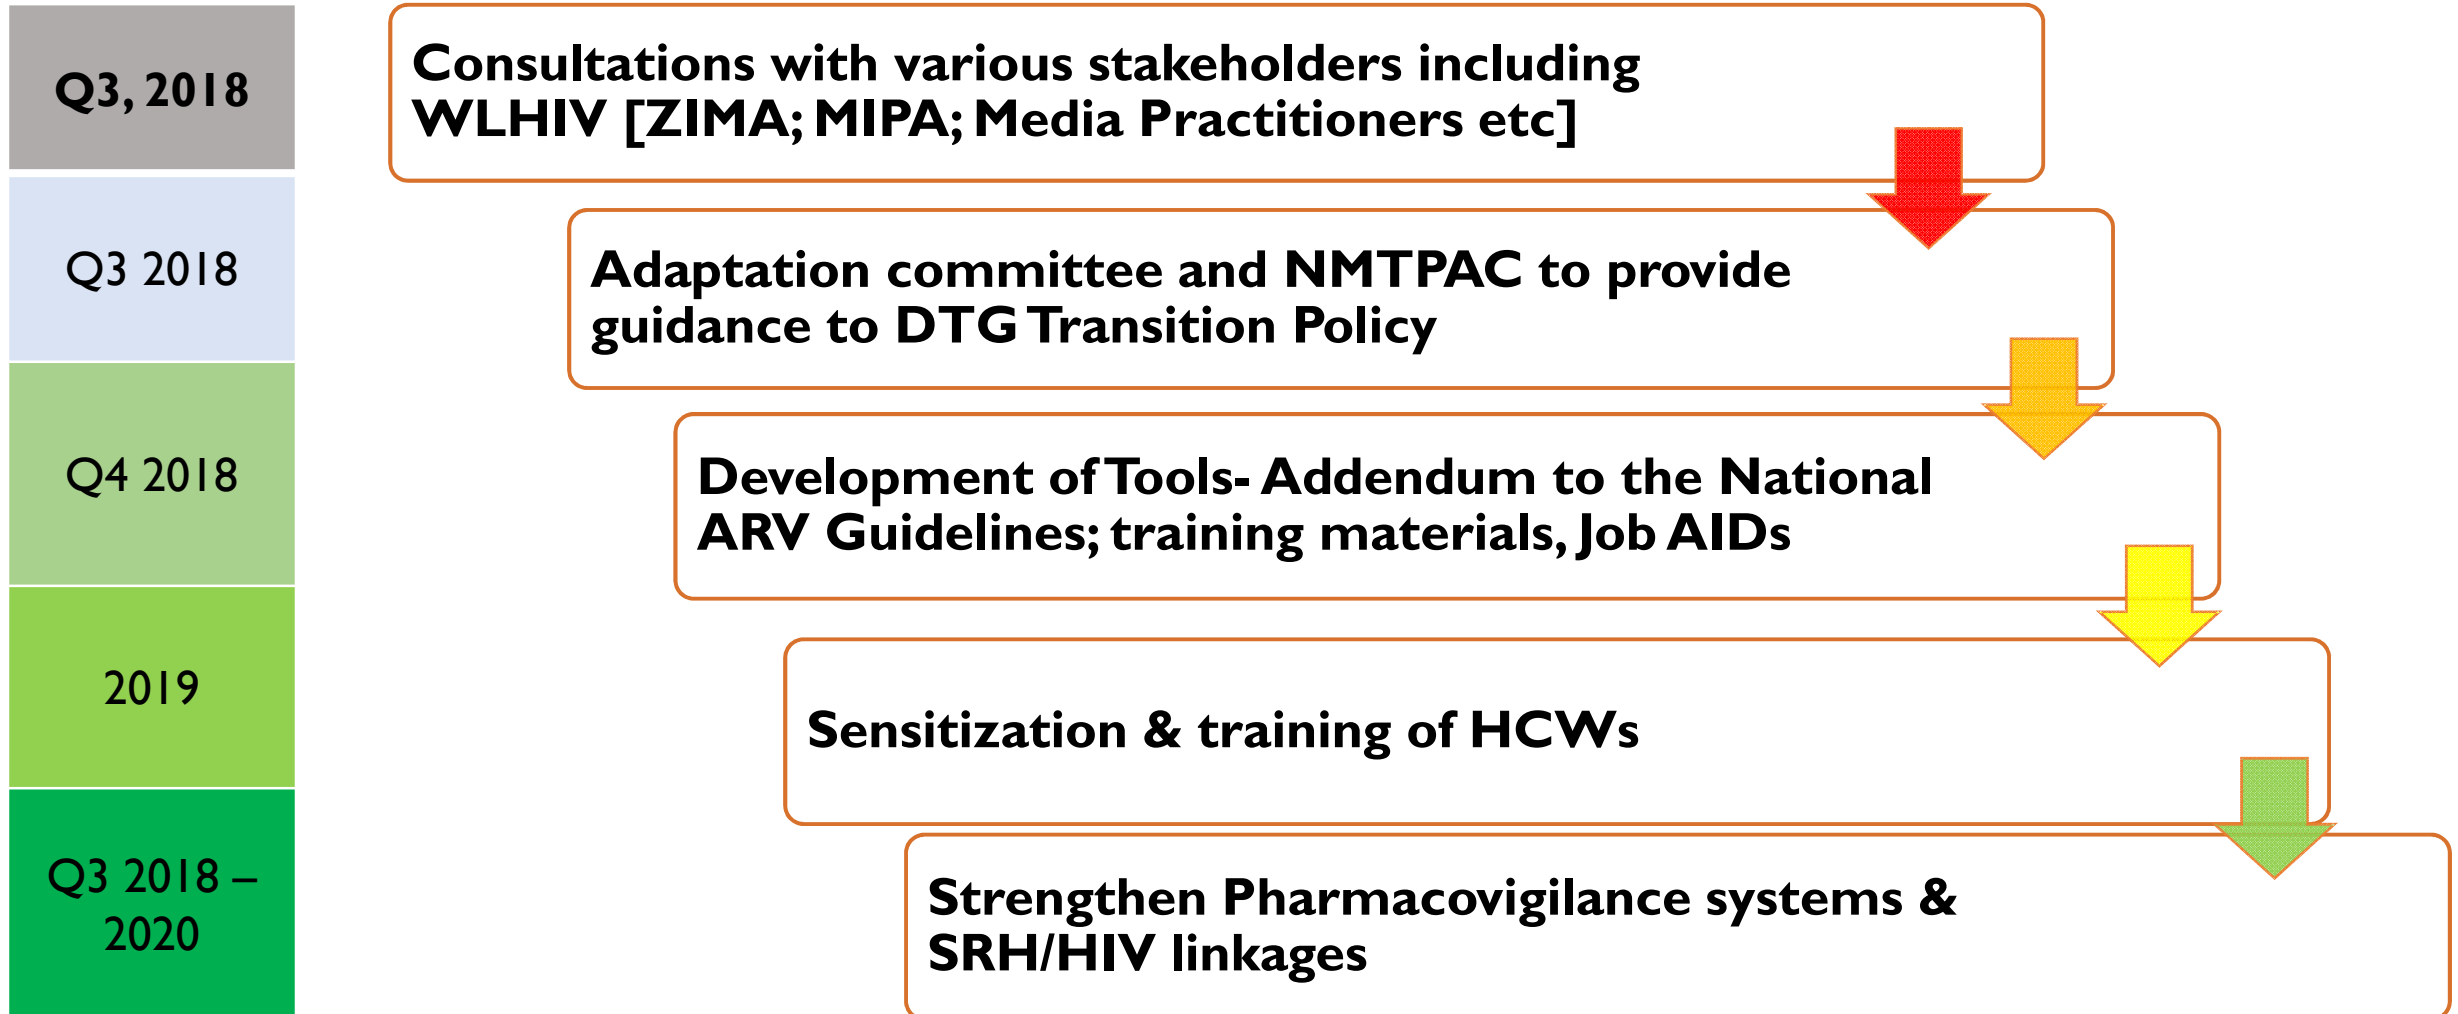 Q3, 2018
Consultations with various stakeholders including
WLHIV [ZIMA; MIPA; Media Practitioners etc]
Q3 2018
Adaptation committee and NMTPAC to provide
guidance to DTG Transition Policy
Q4 2018
Development of Tools- Addendum to the National
ARV Guidelines; training materials, Job AIDs
2019
Sensitization & training of HCWs
Q3 2018 –
2020
Strengthen Pharmacovigilance systems &
SRH/HIV linkages